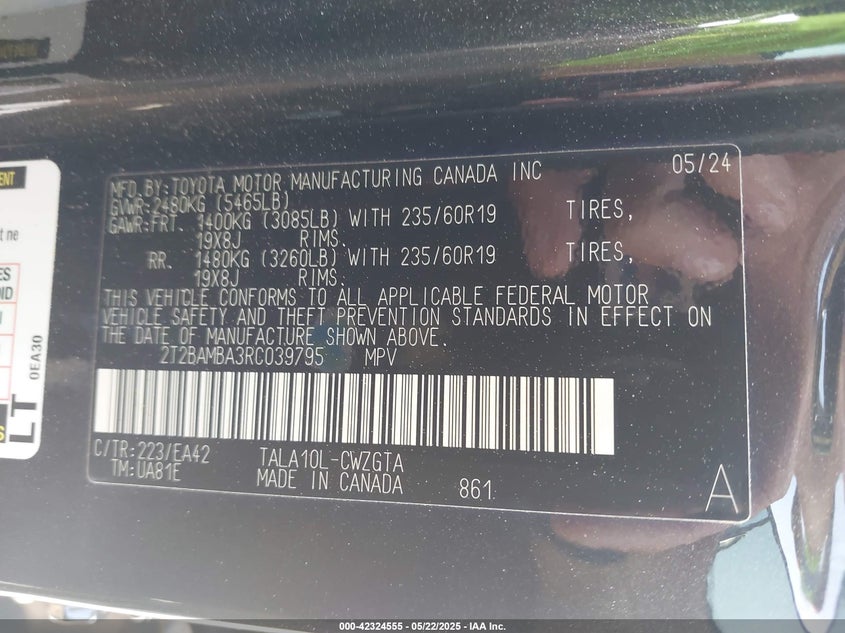 MFD. BY: TOYOTA MOTOR MANUFACTURING CANADA INC 05/24
GVWR: 2480KG (5465LB)
GAWR:FRT. 1400KG (3085LB) WITH 235/60R19 TIRES,
19X8J RIMS.
RR. 1480KG (3260LB) WITH 235/60R19 TIRES,
19X8J RIMS.
THIS VEHICLE CONFORMS TO ALL APPLICABLE FEDERAL MOTOR
VEHICLE SAFETY AND THEFT PREVENTION STANDARDS IN EFFECT ON
THE DATE OF MANUFACTURE SHOWN ABOVE.
2T2BAMBA3RC039795 MPV
C/TR:223/EA42 TALA10L-CWZGTA
TM:UA81E MADE IN CANADA 861
A
0EA30
LT
000-42324555 - 05/22/2025 - IAA Inc.